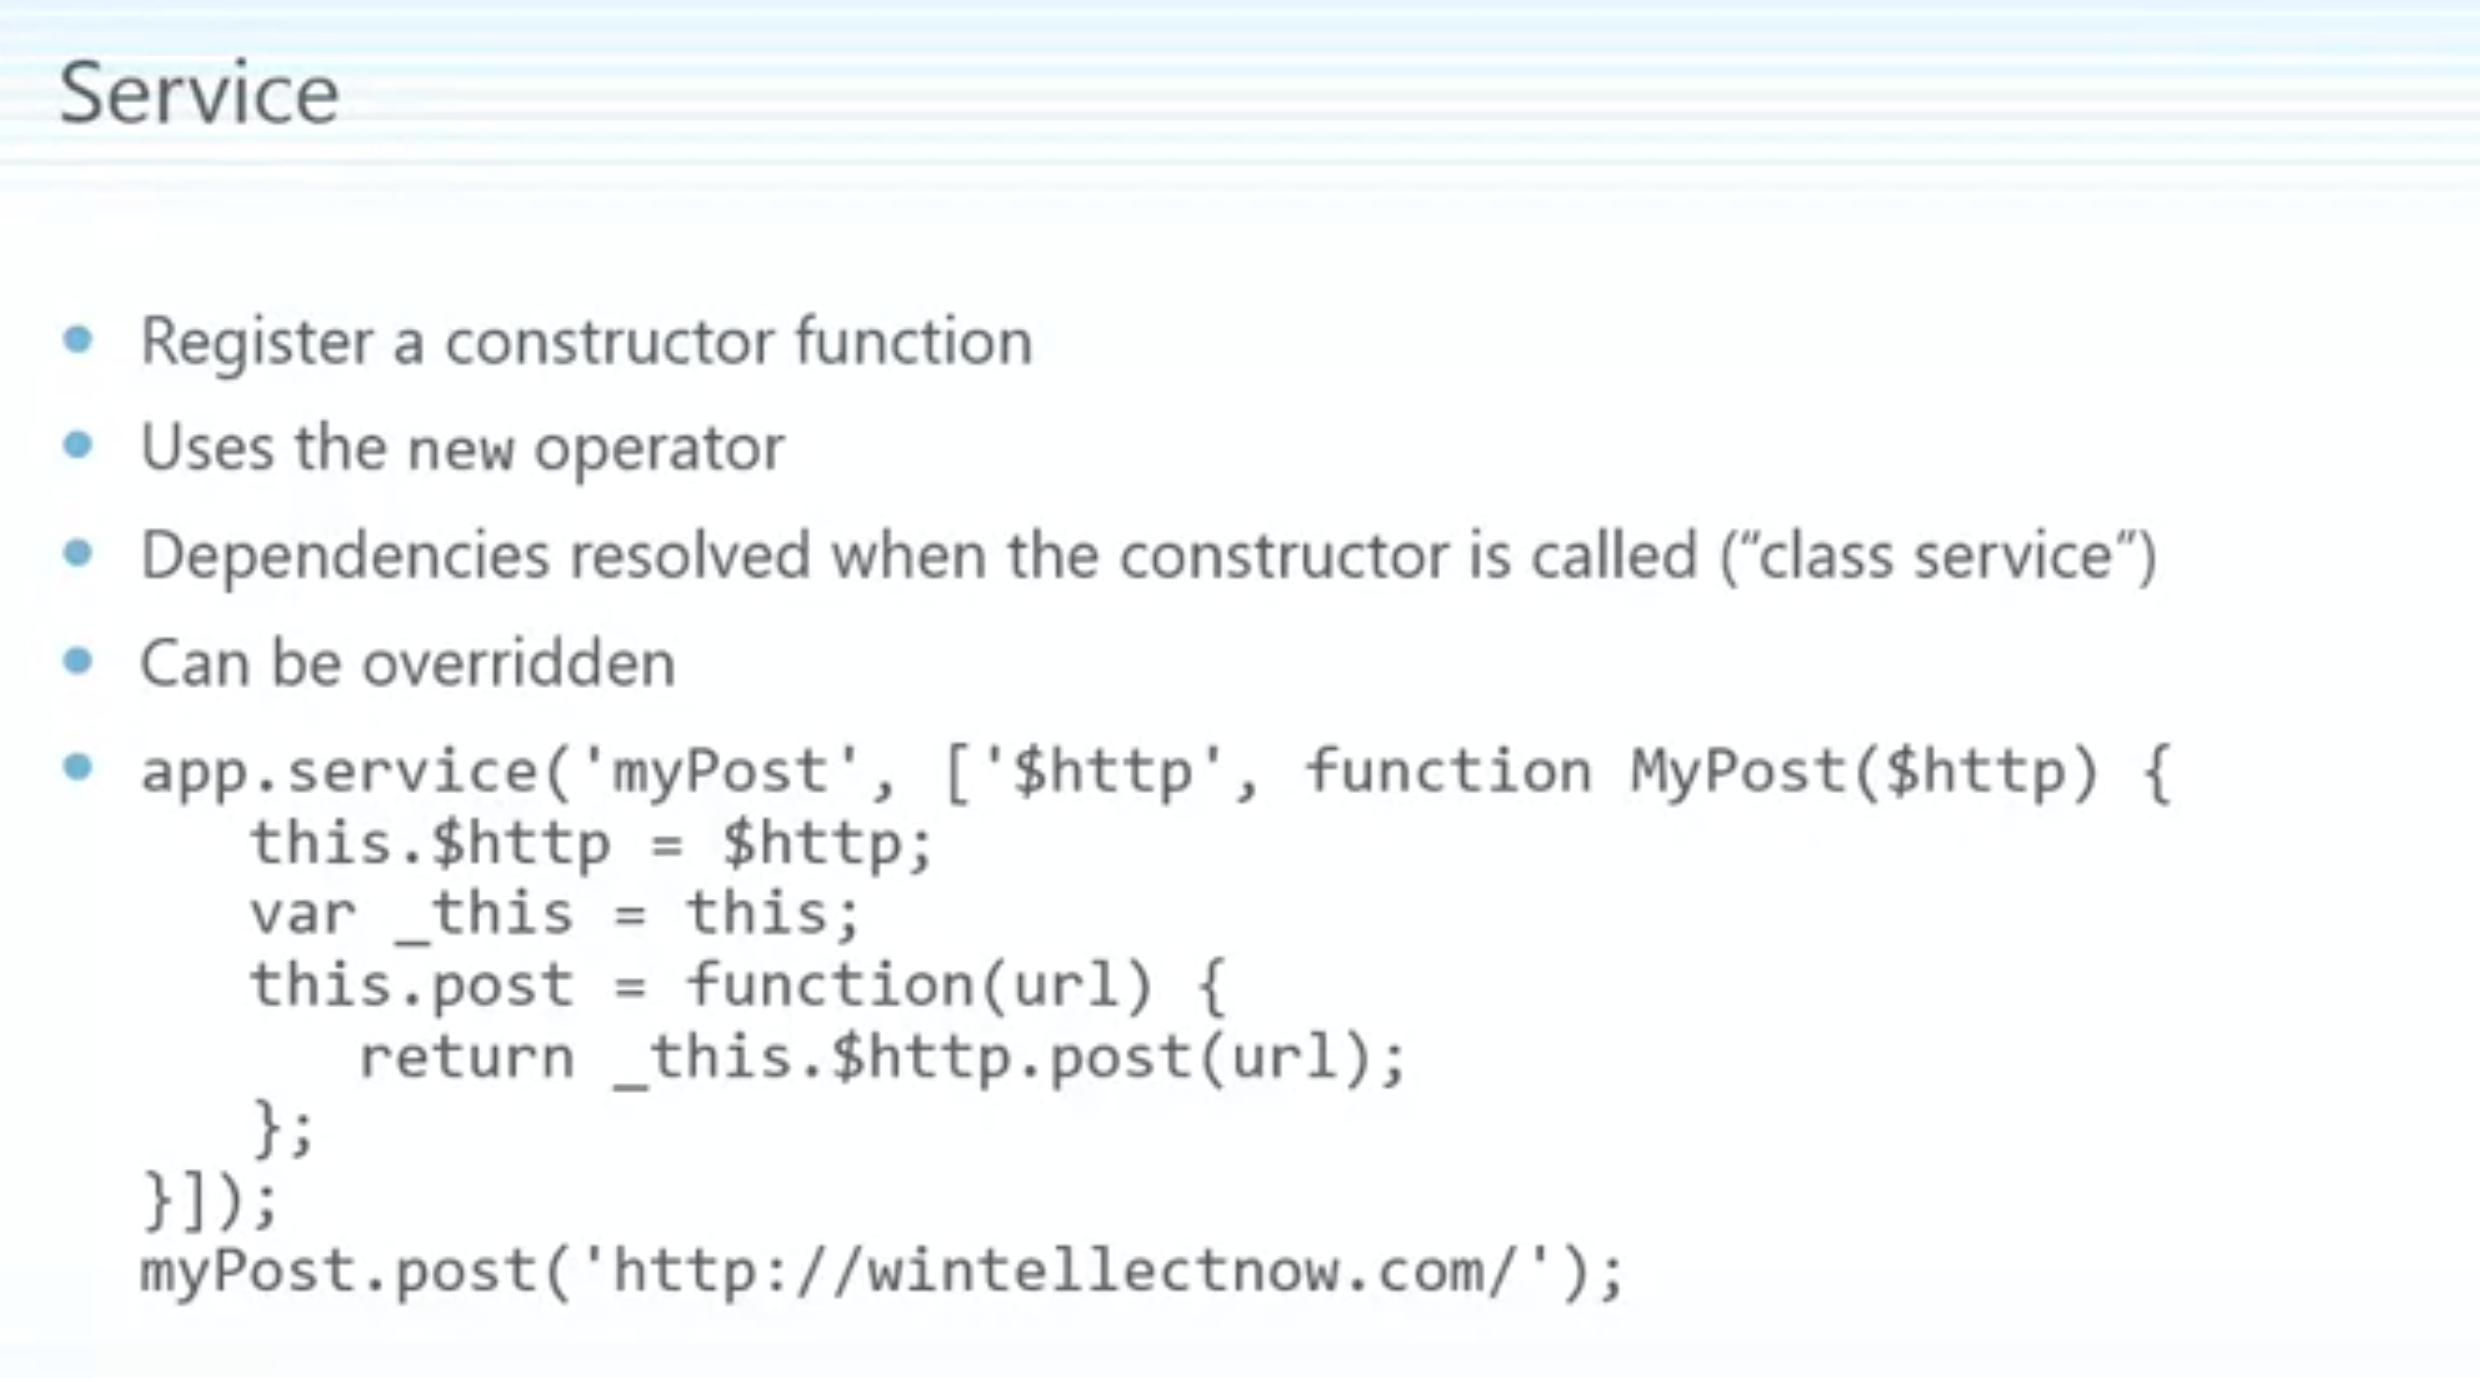 Service
Register a constructor function
Uses the new operator
Dependencies resolved when the constructor is called (“class service”)
Can be overridden
app.service('myPost', ['$http', function MyPost($http) {
this.$http = $http;
var _this = this;
this.post = function(url) {
return _this.$http.post(url);
};
}]);
myPost.post('http://wintellectnow.com/');